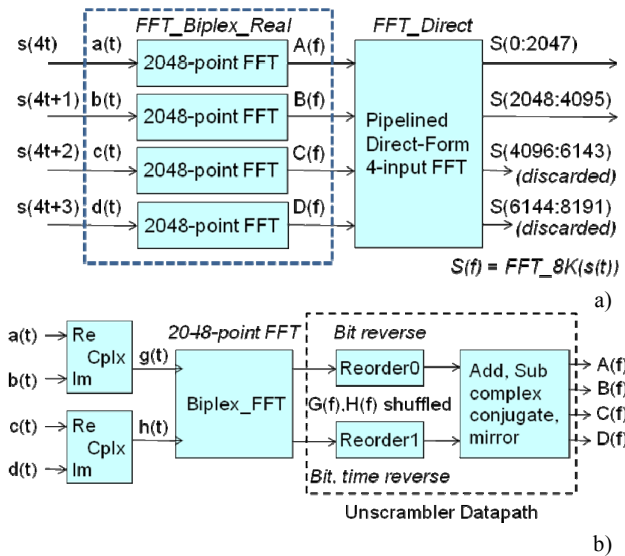 FFT_Biplex_Real FFT_Direct
s(4t) a(t) 2048-point FFT A(f) S(0:2047)
s(4t+1) b(t) 2048-point FFT B(f) S(2048:4095)
s(4t+2) c(t) 2048-point FFT C(f) S(4096:6143)
(discarded)
s(4t+3) d(t) 2048-point FFT D(f) S(6144:8191)
(discarded)
Pipelined
Direct-Form
4-input FFT
S(f) = FFT_8K(s(t))
a)
a(t) Re
Cplx
b(t) Im
g(t)
c(t) Re
Cplx
d(t) Im
h(t)
2048-point FFT
Biplex_FFT
Bit reverse
Reorder0
G(f).H(f) shuffled
Reorder1
Bit. time reverse
Add, Sub
complex
conjugate,
mirror
A(f)
B(f)
C(f)
D(f)
Unscrambler Datapath
b)